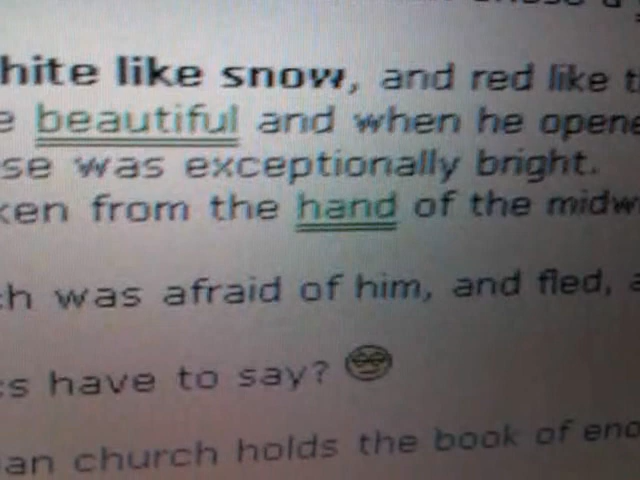 hite like snow, and red like t
e beautiful and when he opene
se was exceptionally bright.
ken from the hand of the midw
ch was afraid of him, and fled, a
cs have to say?
an church holds the book of eno